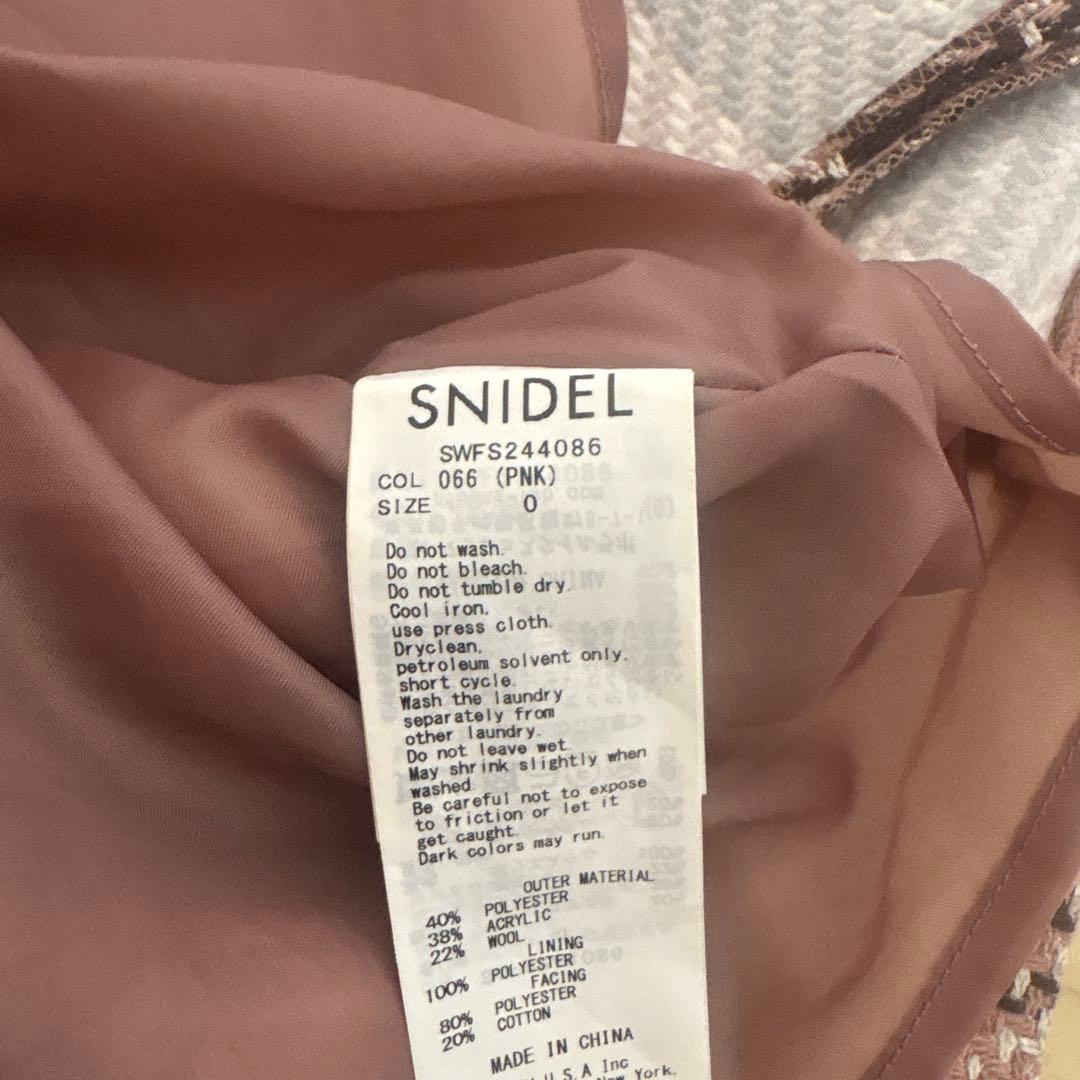 SNIDEL
SWFS244086
COL 066 (PNK)
SIZE 0
Do not wash.
Do not bleach.
Do not tumble dry.
Cool iron,
use press cloth.
Dryclean,
petroleum solvent only,
short cycle.
Wash the laundry
separately from
other laundry.
Do not leave wet.
May shrink slightly when
washed.
Be careful not to expose
to friction or let it
get caught.
Dark colors may run.
OUTER MATERIAL
40% POLYESTER
38% ACRYLIC
22% WOOL
LINING
100% POLYESTER
FACING
80% POLYESTER
20% COTTON
MADE IN CHINA
U.S.A Inc
York,